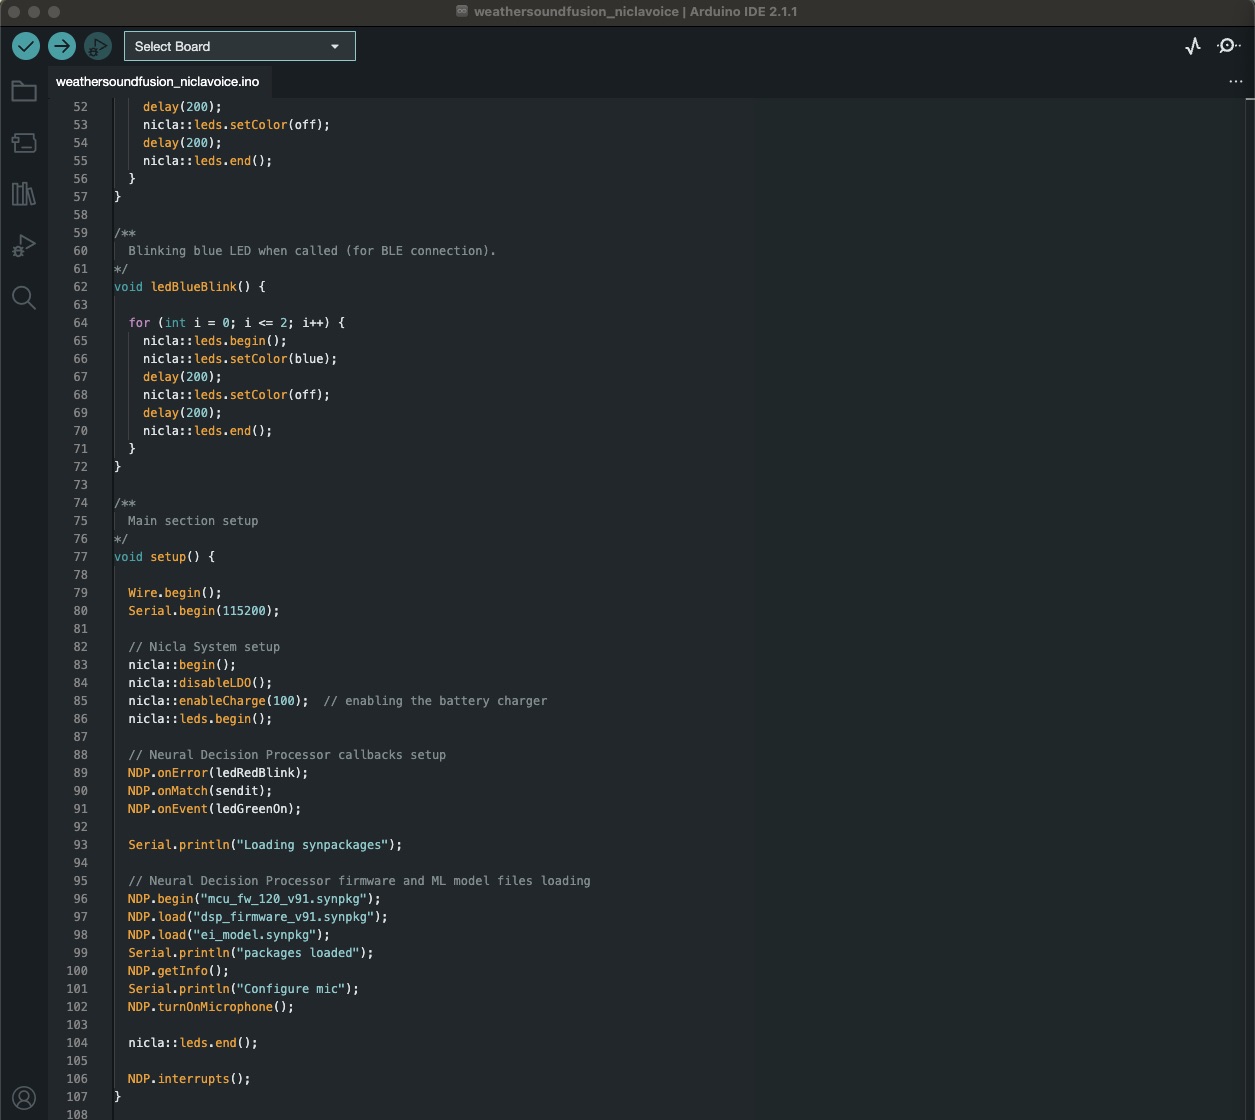 weathersoundfusion_niclavoice | Arduino IDE 2.1.1
Select Board
weathersoundfusion_niclavoice.ino
52 delay(200);
53 nicla::leds.setColor(off);
54 delay(200);
55 nicla::leds.end();
56 }
57 }
58
59 /**
60 Blinking blue LED when called (for BLE connection).
61 */
62 void ledBlueBlink() {
63
64 for (int i = 0; i <= 2; i++) {
65 nicla::leds.begin();
66 nicla::leds.setColor(blue);
67 delay(200);
68 nicla::leds.setColor(off);
69 delay(200);
70 nicla::leds.end();
71 }
72 }
73
74 /**
75 Main section setup
76 */
77 void setup() {
78
79 Wire.begin();
80 Serial.begin(115200);
81
82 // Nicla System setup
83 nicla::begin();
84 nicla::disableLDO();
85 nicla::enableCharge(100); // enabling the battery charger
86 nicla::leds.begin();
87
88 // Neural Decision Processor callbacks setup
89 NDP.onError(ledRedBlink);
90 NDP.onMatch(sendit);
91 NDP.onEvent(ledGreenOn);
92
93 Serial.println("Loading synpackages");
94
95 // Neural Decision Processor firmware and ML model files loading
96 NDP.begin("mcu_fw_120_v91.synpkg");
97 NDP.load("dsp_firmware_v91.synpkg");
98 NDP.load("ei_model.synpkg");
99 Serial.println("packages loaded");
100 NDP.getInfo();
101 Serial.println("Configure mic");
102 NDP.turnOnMicrophone();
103
104 nicla::leds.end();
105
106 NDP.interrupts();
107 }
108